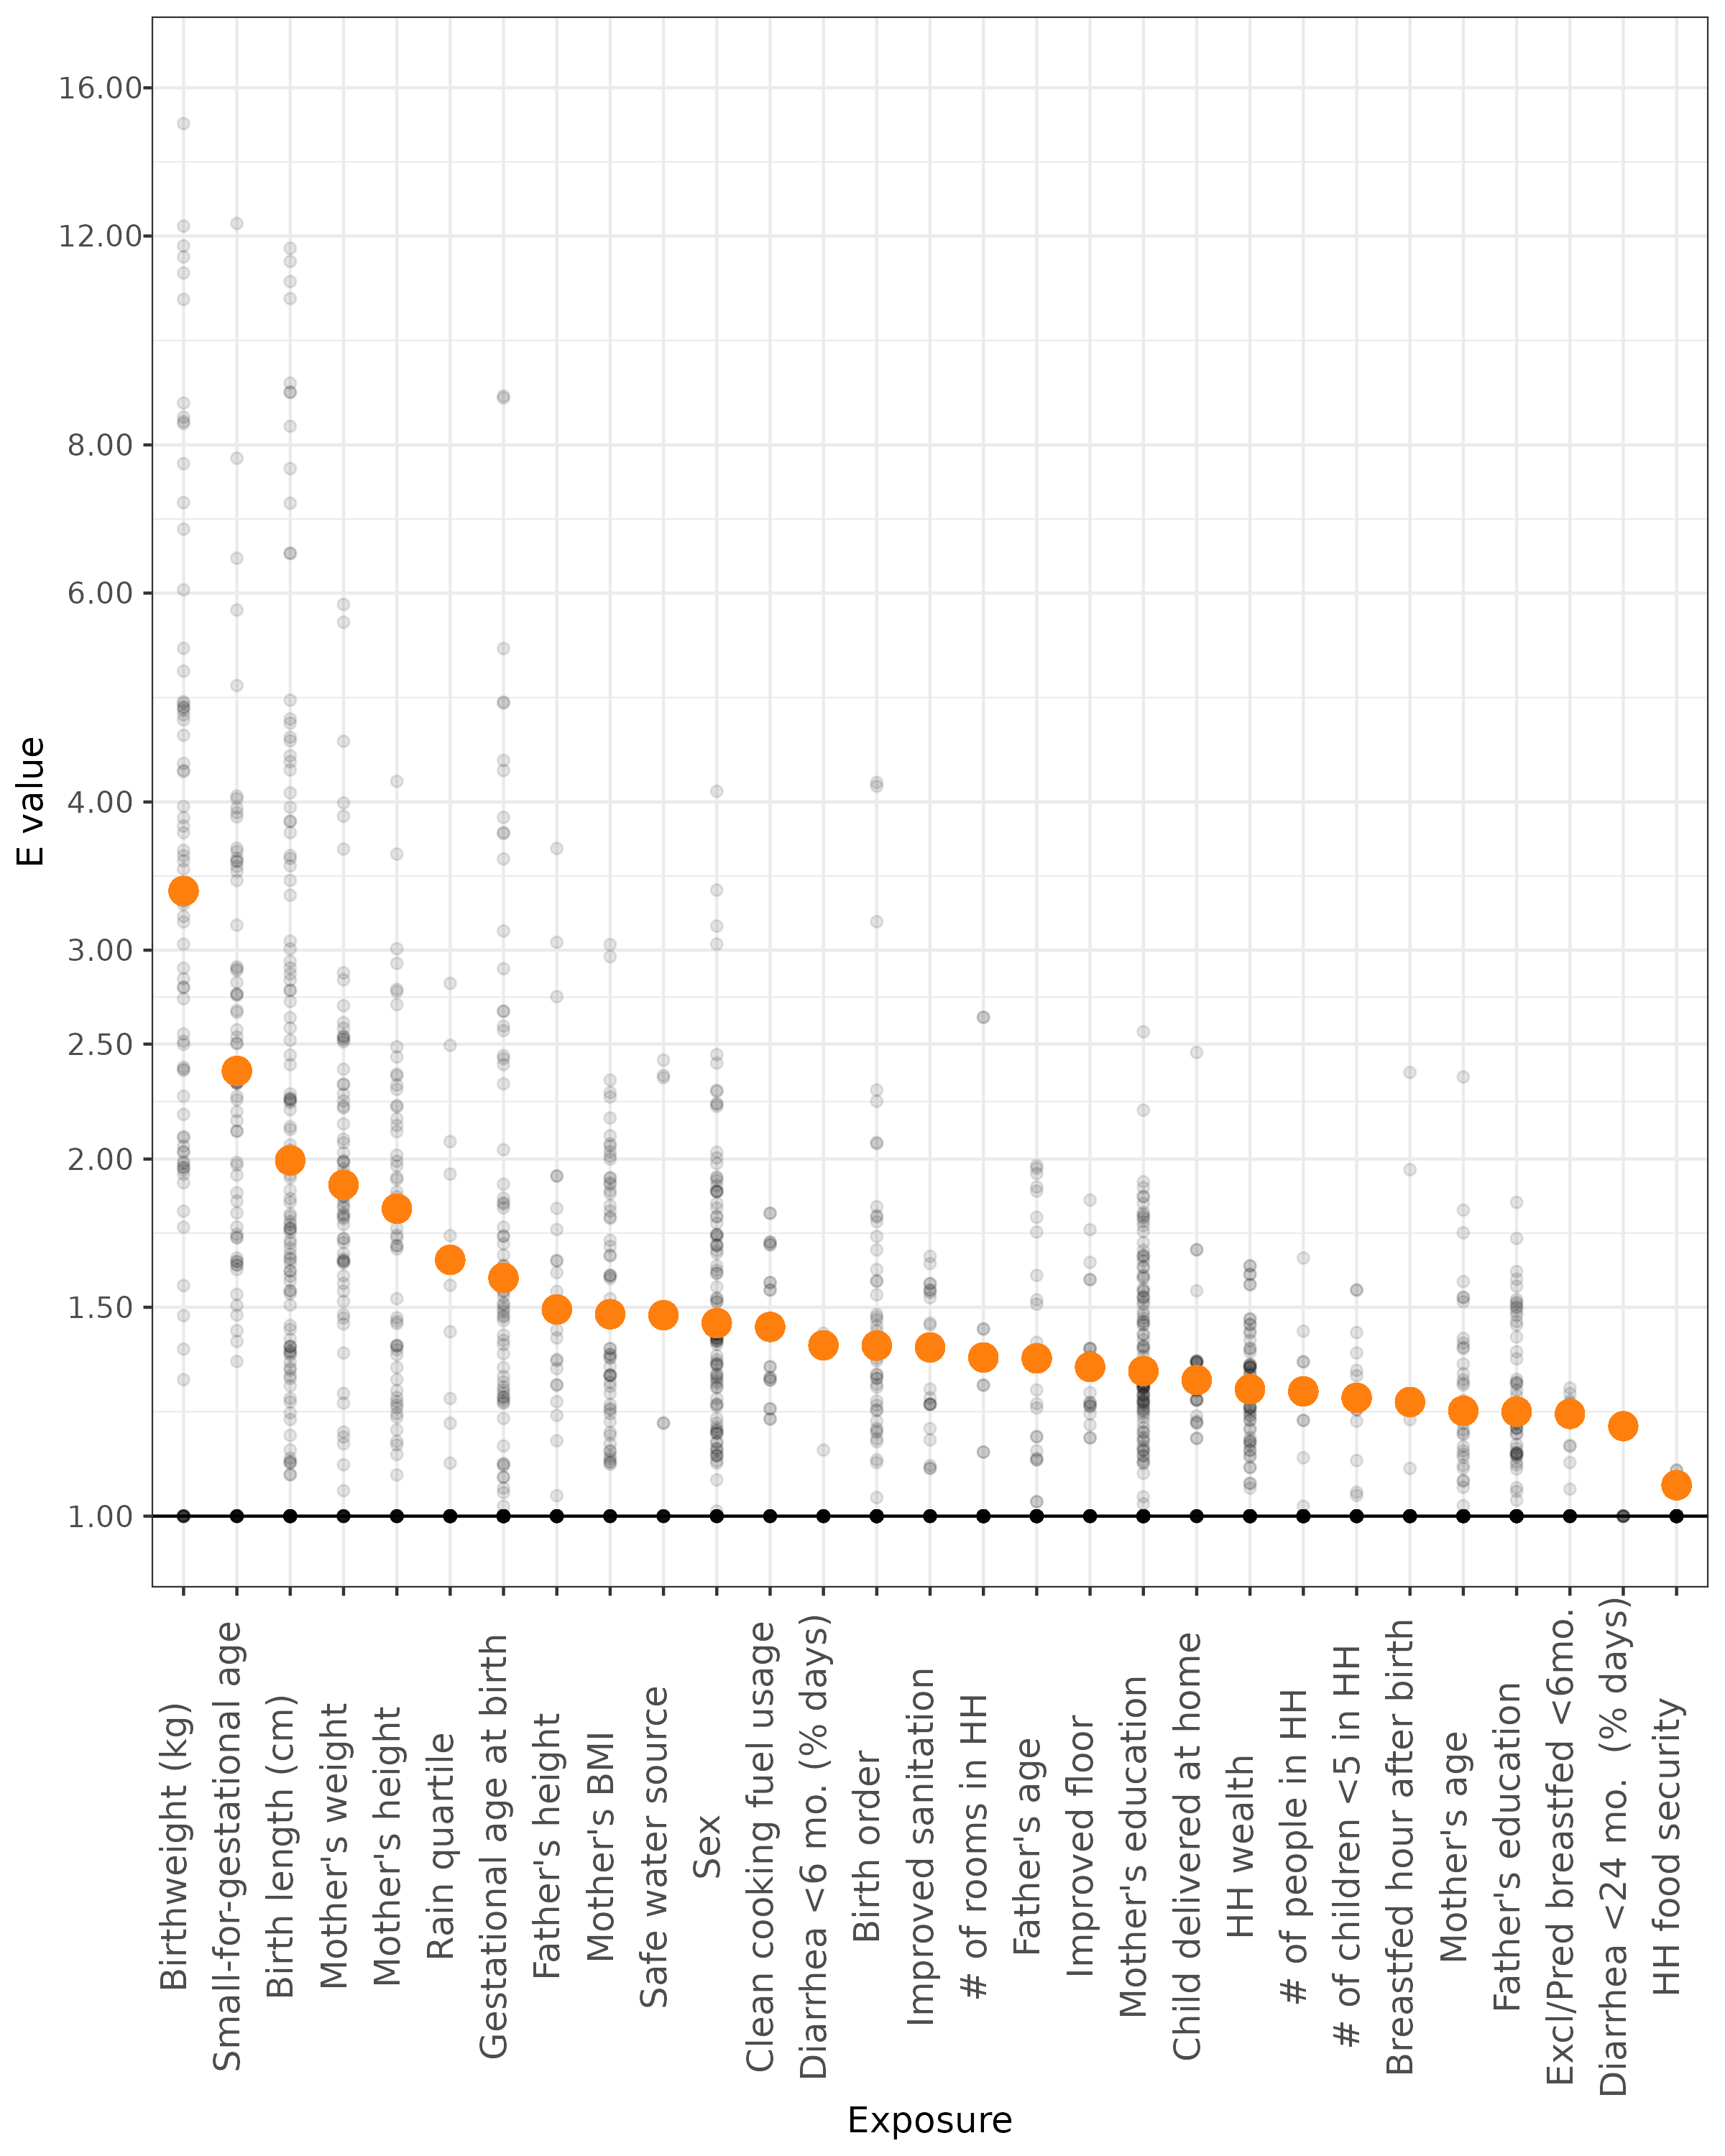 16.00
12.00
8.00
6.00
4.00
3.00
2.50
2.00
1.50
1.00
E value
Birthweight (kg)
Small-for-gestational age
Birth length (cm)
Mother's weight
Mother's height
Rain quartile
Gestational age at birth
Father's height
Mother's BMI
Safe water source
Sex
Clean cooking fuel usage
Diarrhea <6 mo. (% days)
Birth order
Improved sanitation
# of rooms in HH
Father's age
Improved floor
Mother's education
Child delivered at home
HH wealth
# of people in HH
# of children <5 in HH
Breastfed hour after birth
Mother's age
Father's education
Excl/Pred breastfed <6mo.
Diarrhea <24 mo.  (% days)
HH food security
Exposure